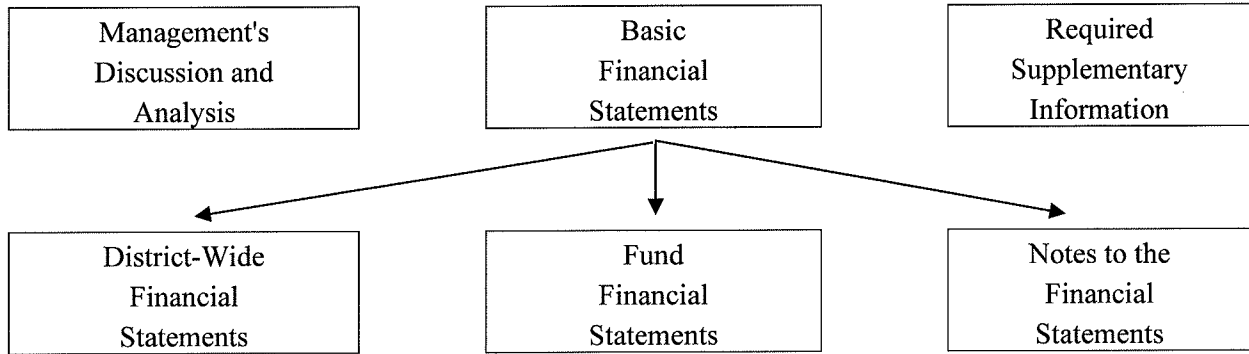 Management's
Discussion and
Analysis
Basic
Financial
Statements
Required
Supplementary
Information
District-Wide
Financial
Statements
Fund
Financial
Statements
Notes to the
Financial
Statements